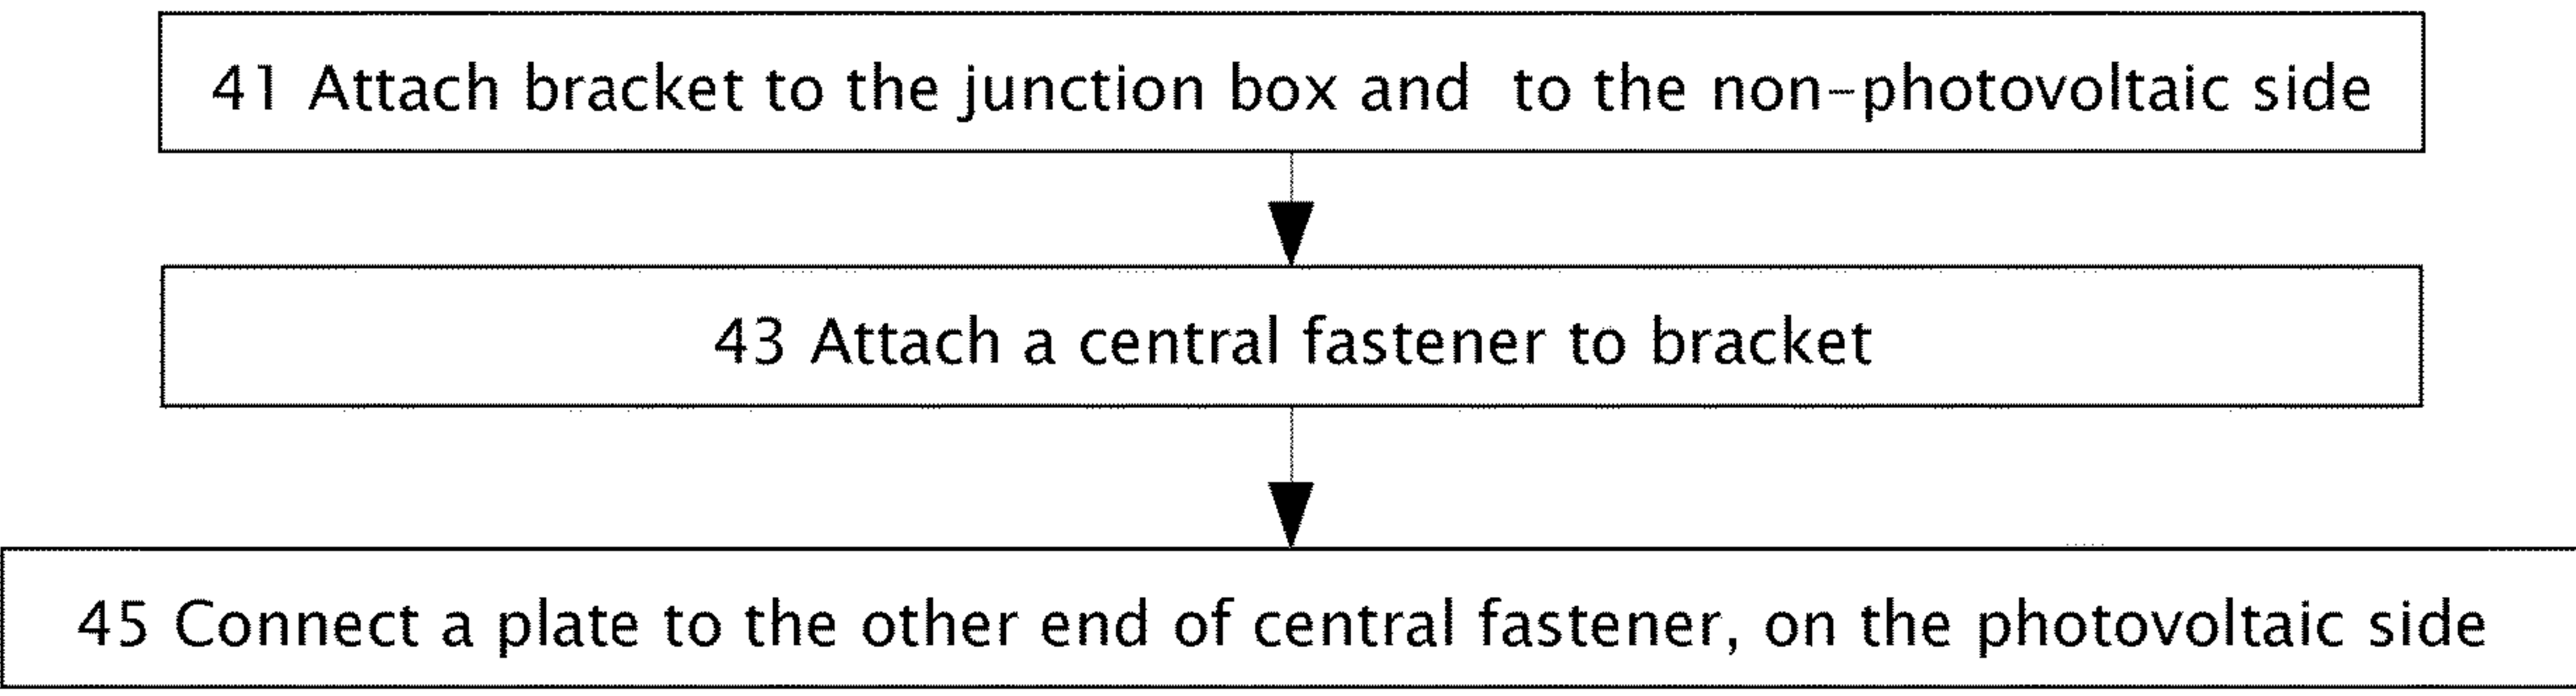 41 Attach bracket to the junction box and  to the non-photovoltaic side
43 Attach a central fastener to bracket
45 Connect a plate to the other end of central fastener, on the photovoltaic side